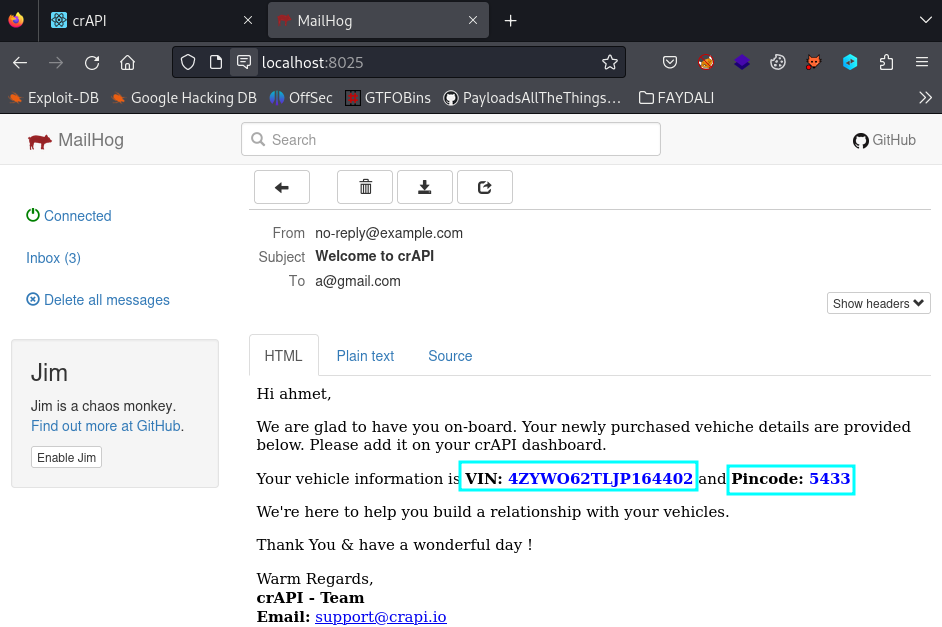 crAPI
MailHog
localhost:8025
Exploit-DB Google Hacking DB OffSec GTFOBins PayloadsAllTheThings… FAYDALI
MailHog Search GitHub
Connected
Inbox (3)
Delete all messages
Jim
Jim is a chaos monkey.
Find out more at GitHub.
Enable Jim
From no-reply@example.com
Subject Welcome to crAPI
To a@gmail.com
Show headers
HTML Plain text Source
Hi ahmet,
We are glad to have you on-board. Your newly purchased vehiche details are provided
below. Please add it on your crAPI dashboard.
Your vehicle information is VIN: 4ZYWO62TLJP164402 and Pincode: 5433
We're here to help you build a relationship with your vehicles.
Thank You & have a wonderful day !
Warm Regards,
crAPI - Team
Email: support@crapi.io